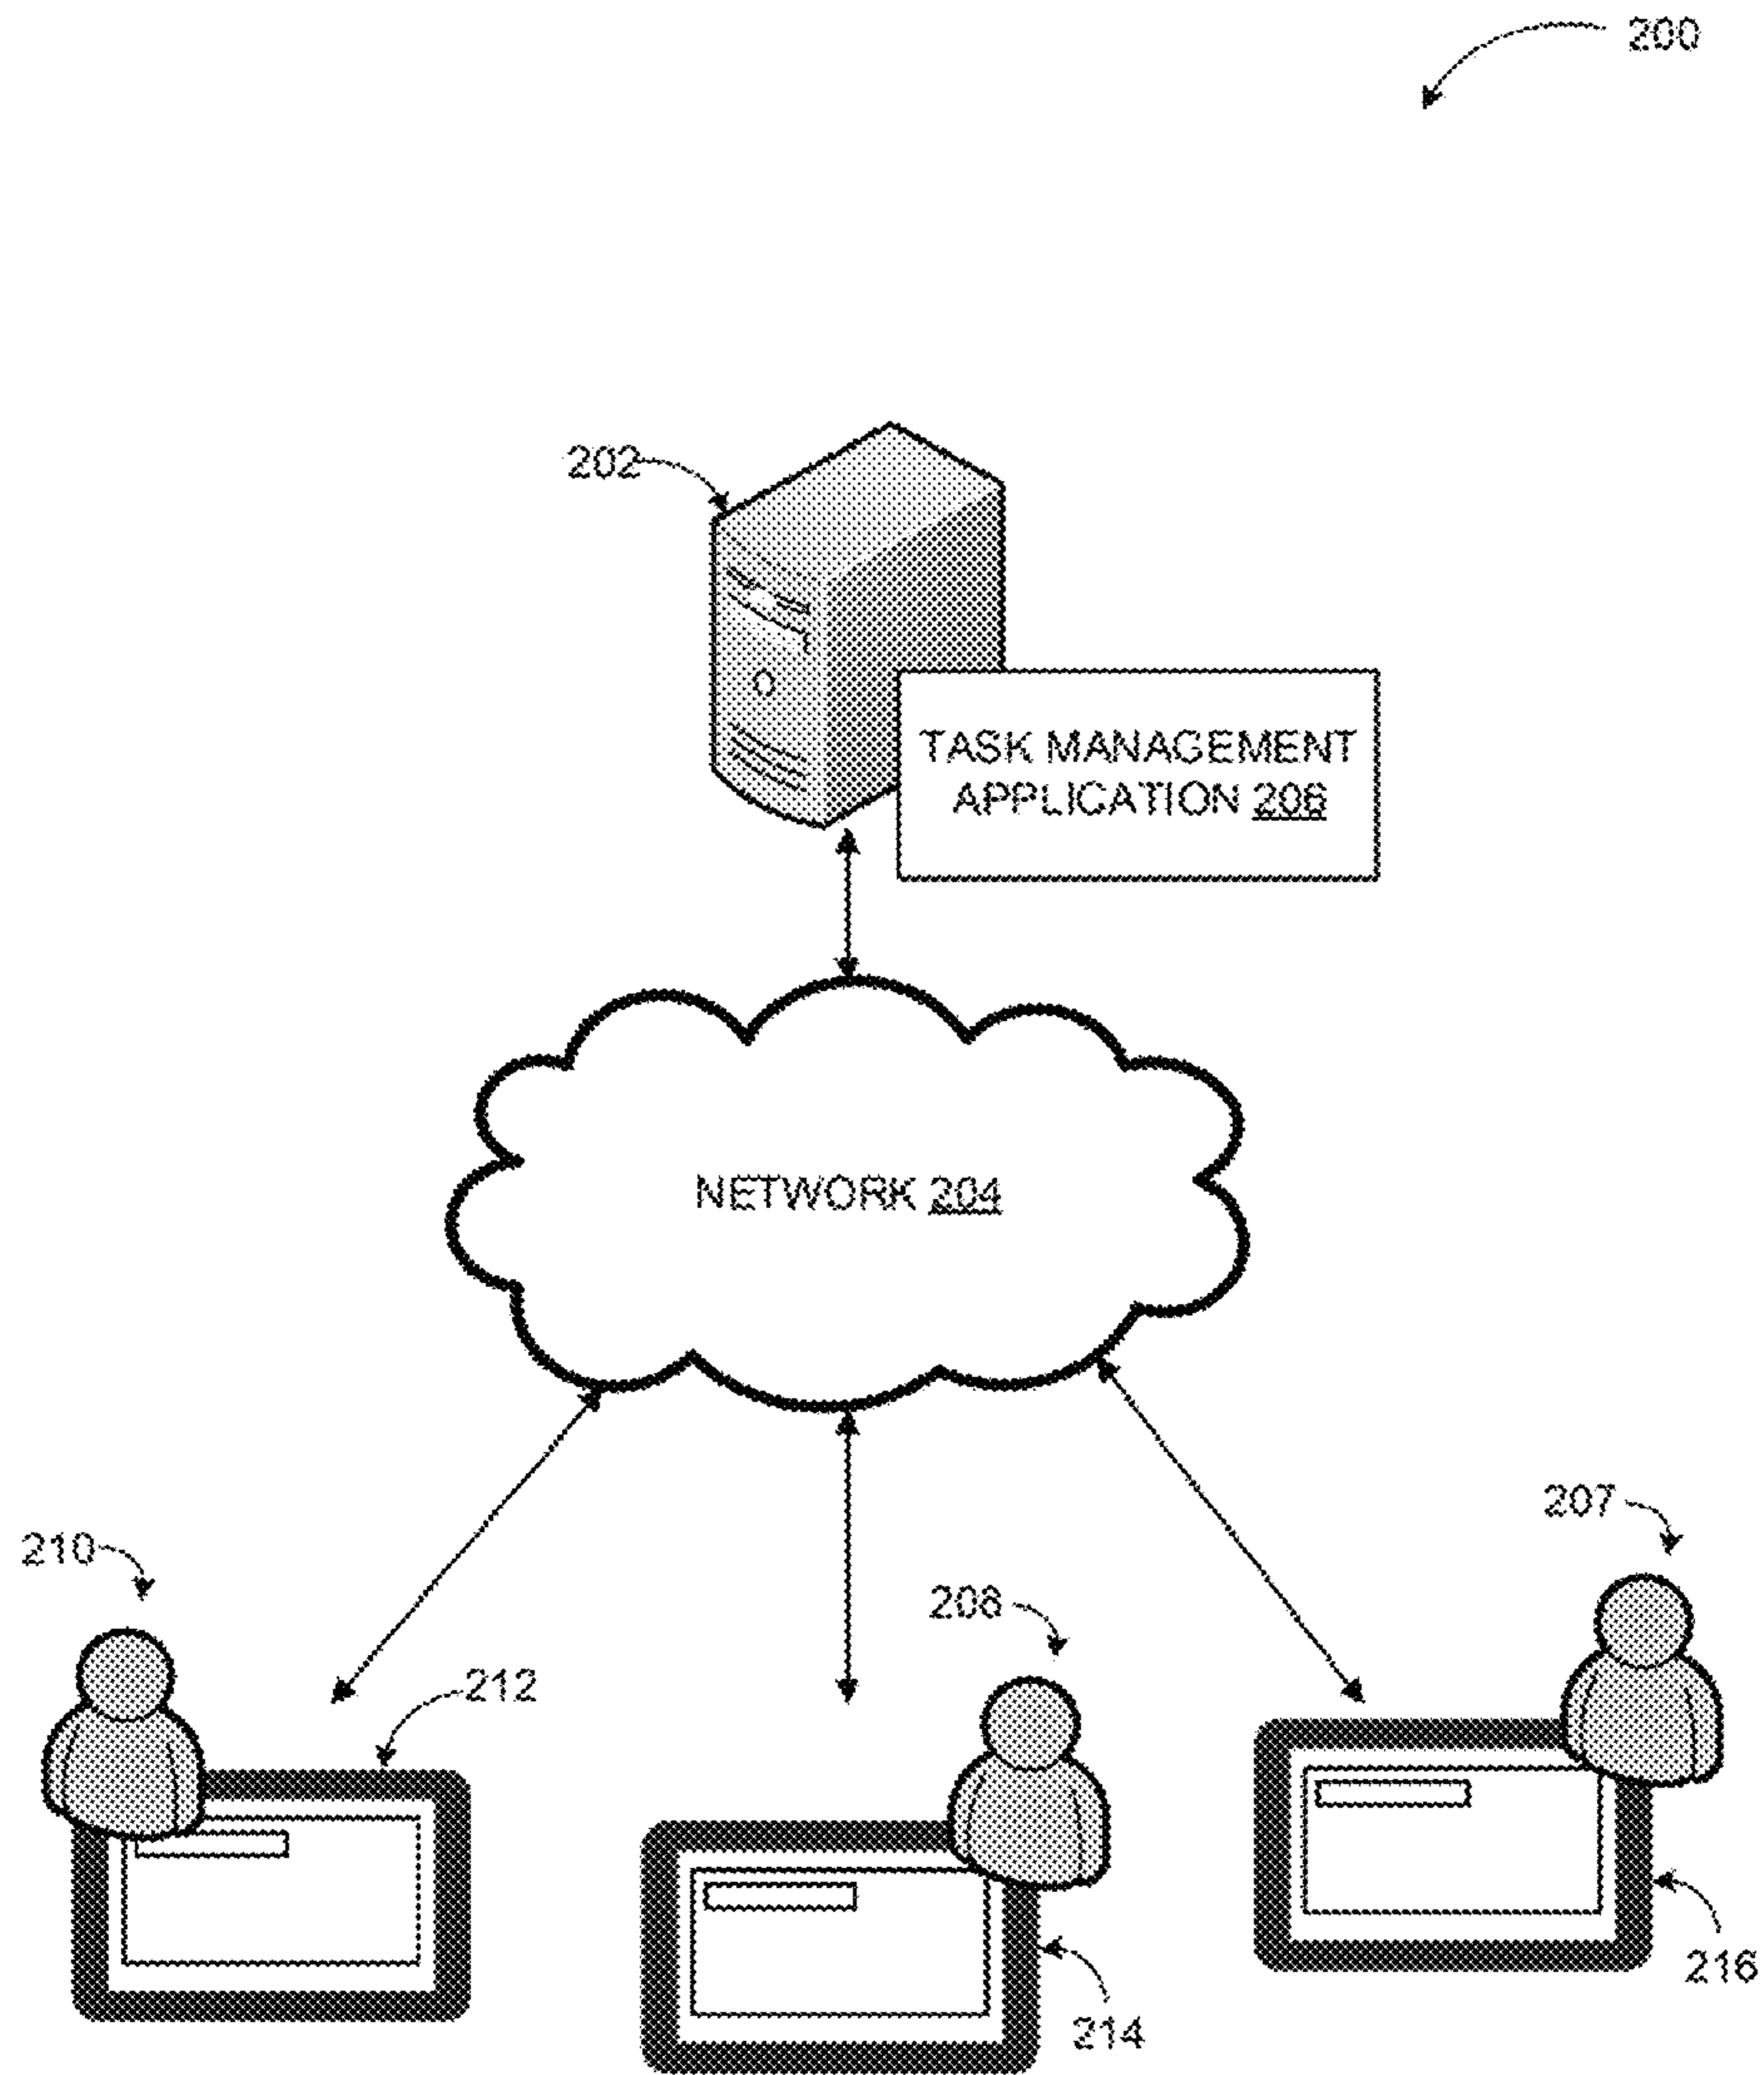 200
202
TASK MANAGEMENT
APPLICATION 206
NETWORK 204
207
210
208
212
216
214